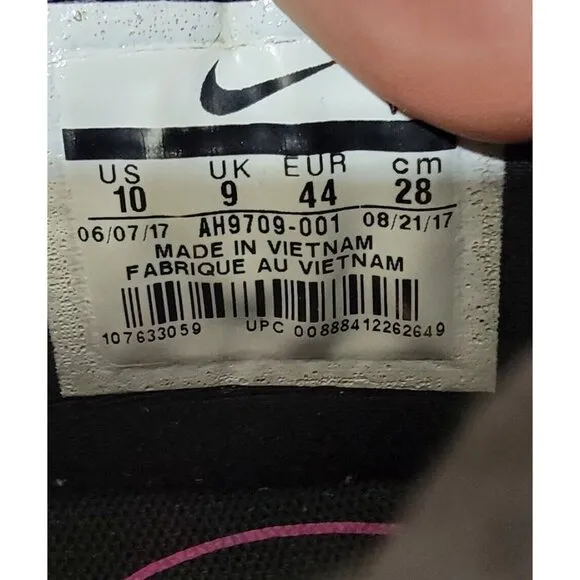 US UK EUR cm
10 9 44 28
06/07/17 AH9709-001 08/21/17
MADE IN VIETNAM
FABRIQUE AU VIETNAM
107633059 UPC 00888412262649